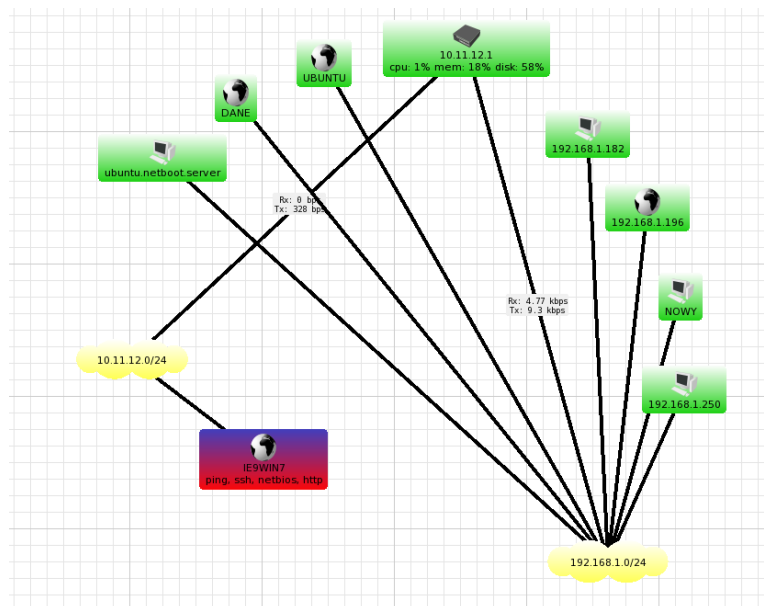 10.11.12.1
cpu: 1% mem: 18% disk: 58%
UBUNTU
DANE
192.168.1.182
ubuntu.netboot.server
Rx: 0 bps
Tx: 328 bps
192.168.1.196
Rx: 4.77 kbps
Tx: 9.3 kbps
NOWY
10.11.12.0/24
192.168.1.250
IE9WIN7
ping, ssh, netbios, http
192.168.1.0/24